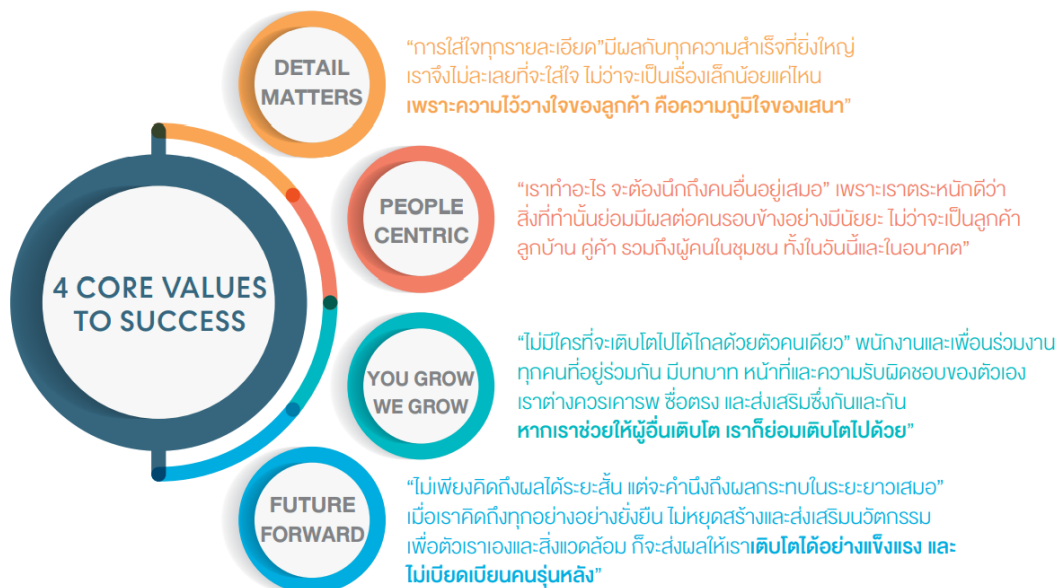 4 CORE VALUES
TO SUCCESS
DETAIL
MATTERS
“การใส่ใจทุกรายละเอียด”มีผลกับทุกความสำเร็จที่ยิ่งใหญ่
เราจึงไม่ละเลยที่จะใส่ใจ ไม่ว่าจะเป็นเรื่องเล็กน้อยแค่ไหน
เพราะความไว้วางใจของลูกค้า คือความภูมิใจของเสนา”
PEOPLE
CENTRIC
“เราทำอะไร จะต้องนึกถึงคนอื่นอยู่เสมอ” เพราะเราตระหนักดีว่า
สิ่งที่ทำนั้นย่อมมีผลต่อคนรอบข้างอย่างมีนัยยะ ไม่ว่าจะเป็นลูกค้า
ลูกบ้าน คู่ค้า รวมถึงผู้คนในชุมชน ทั้งในวันนี้และในอนาคต”
YOU GROW
WE GROW
“ไม่มีใครที่จะเติบโตไปได้ไกลด้วยตัวคนเดียว” พนักงานและเพื่อนร่วมงาน
ทุกคนที่อยู่ร่วมกัน มีบทบาท หน้าที่และความรับผิดชอบของตัวเอง
เราต่างควรเคารพ ซื่อตรง และส่งเสริมซึ่งกันและกัน
หากเราช่วยให้ผู้อื่นเติบโต เราก็ย่อมเติบโตไปด้วย”
FUTURE
FORWARD
“ไม่เพียงคิดถึงผลได้ระยะสั้น แต่จะคำนึงถึงผลกระทบในระยะยาวเสมอ”
เมื่อเราคิดถึงทุกอย่างอย่างยั่งยืน ไม่หยุดสร้างและส่งเสริมนวัตกรรม
เพื่อตัวเราเองและสิ่งแวดล้อม ก็จะส่งผลให้เราเติบโตได้อย่างแข็งแรง และ
ไม่เบียดเบียนคนรุ่นหลัง”